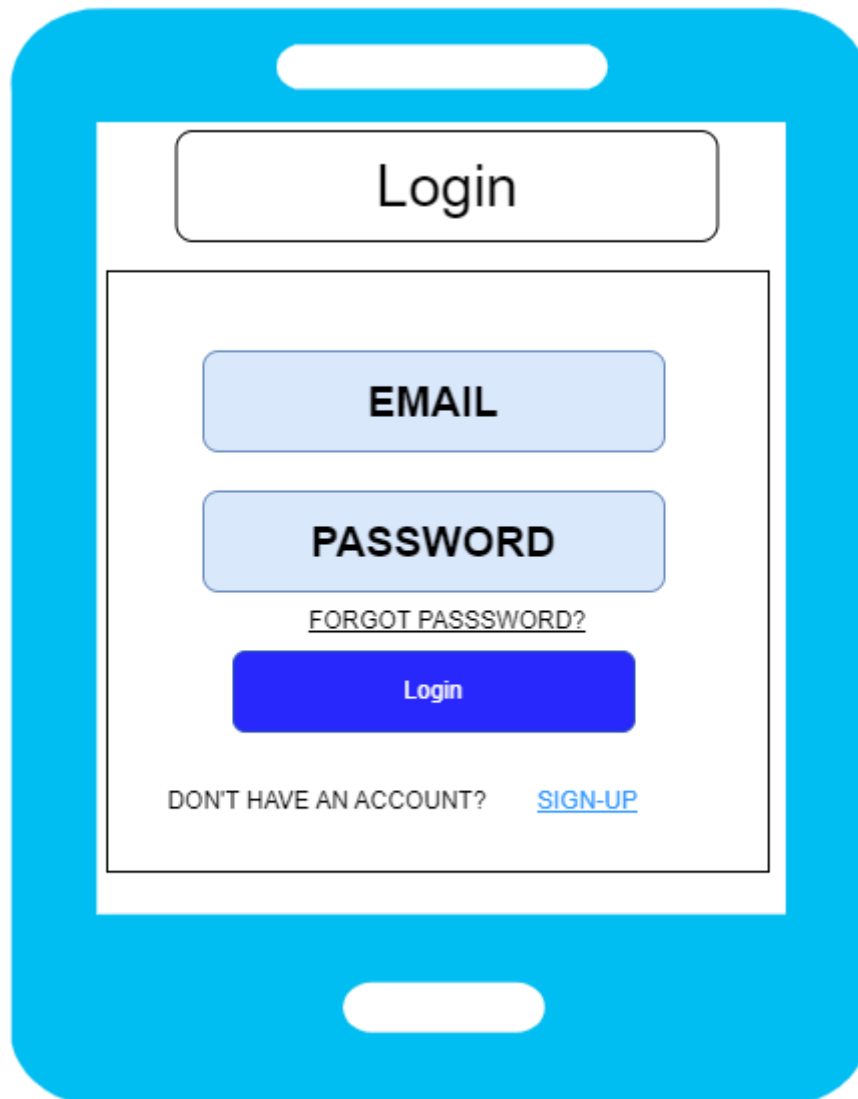 Login
EMAIL
PASSWORD
FORGOT PASSSWORD?
Login
DON'T HAVE AN ACCOUNT? SIGN-UP